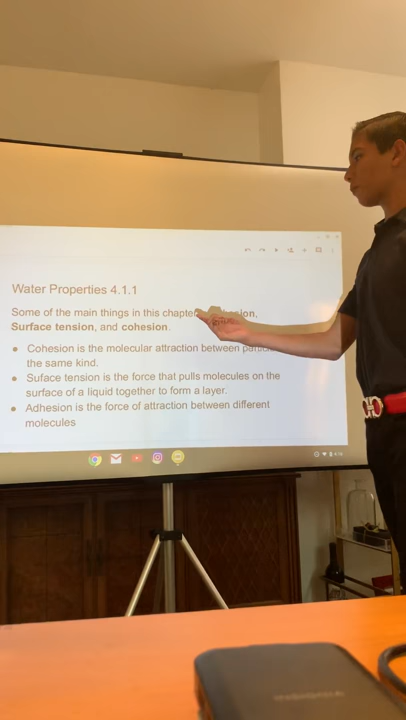 Water Properties 4.1.1
Some of the main things in this chapter
Surface tension, and cohesion.
● Cohesion is the molecular attraction between
the same kind.
● Suface tension is the force that pulls molecules on the
surface of a liquid together to form a layer.
● Adhesion is the force of attraction between different
molecules